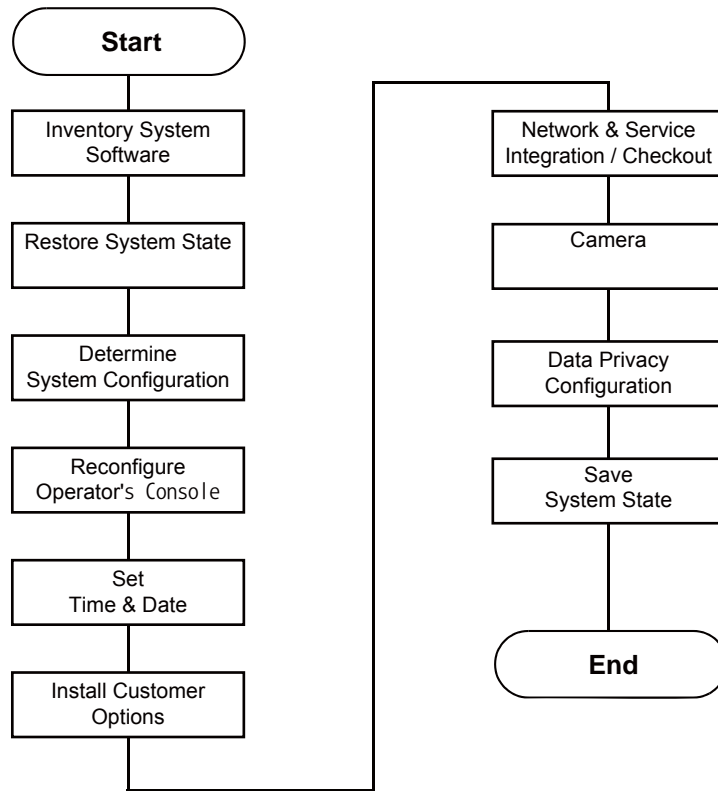 Start
Inventory System
Software
Restore System State
Determine
System Configuration
Reconfigure
Operator's Console
Set
Time & Date
Install Customer
Options
Network & Service
Integration / Checkout
Camera
Data Privacy
Configuration
Save
System State
End